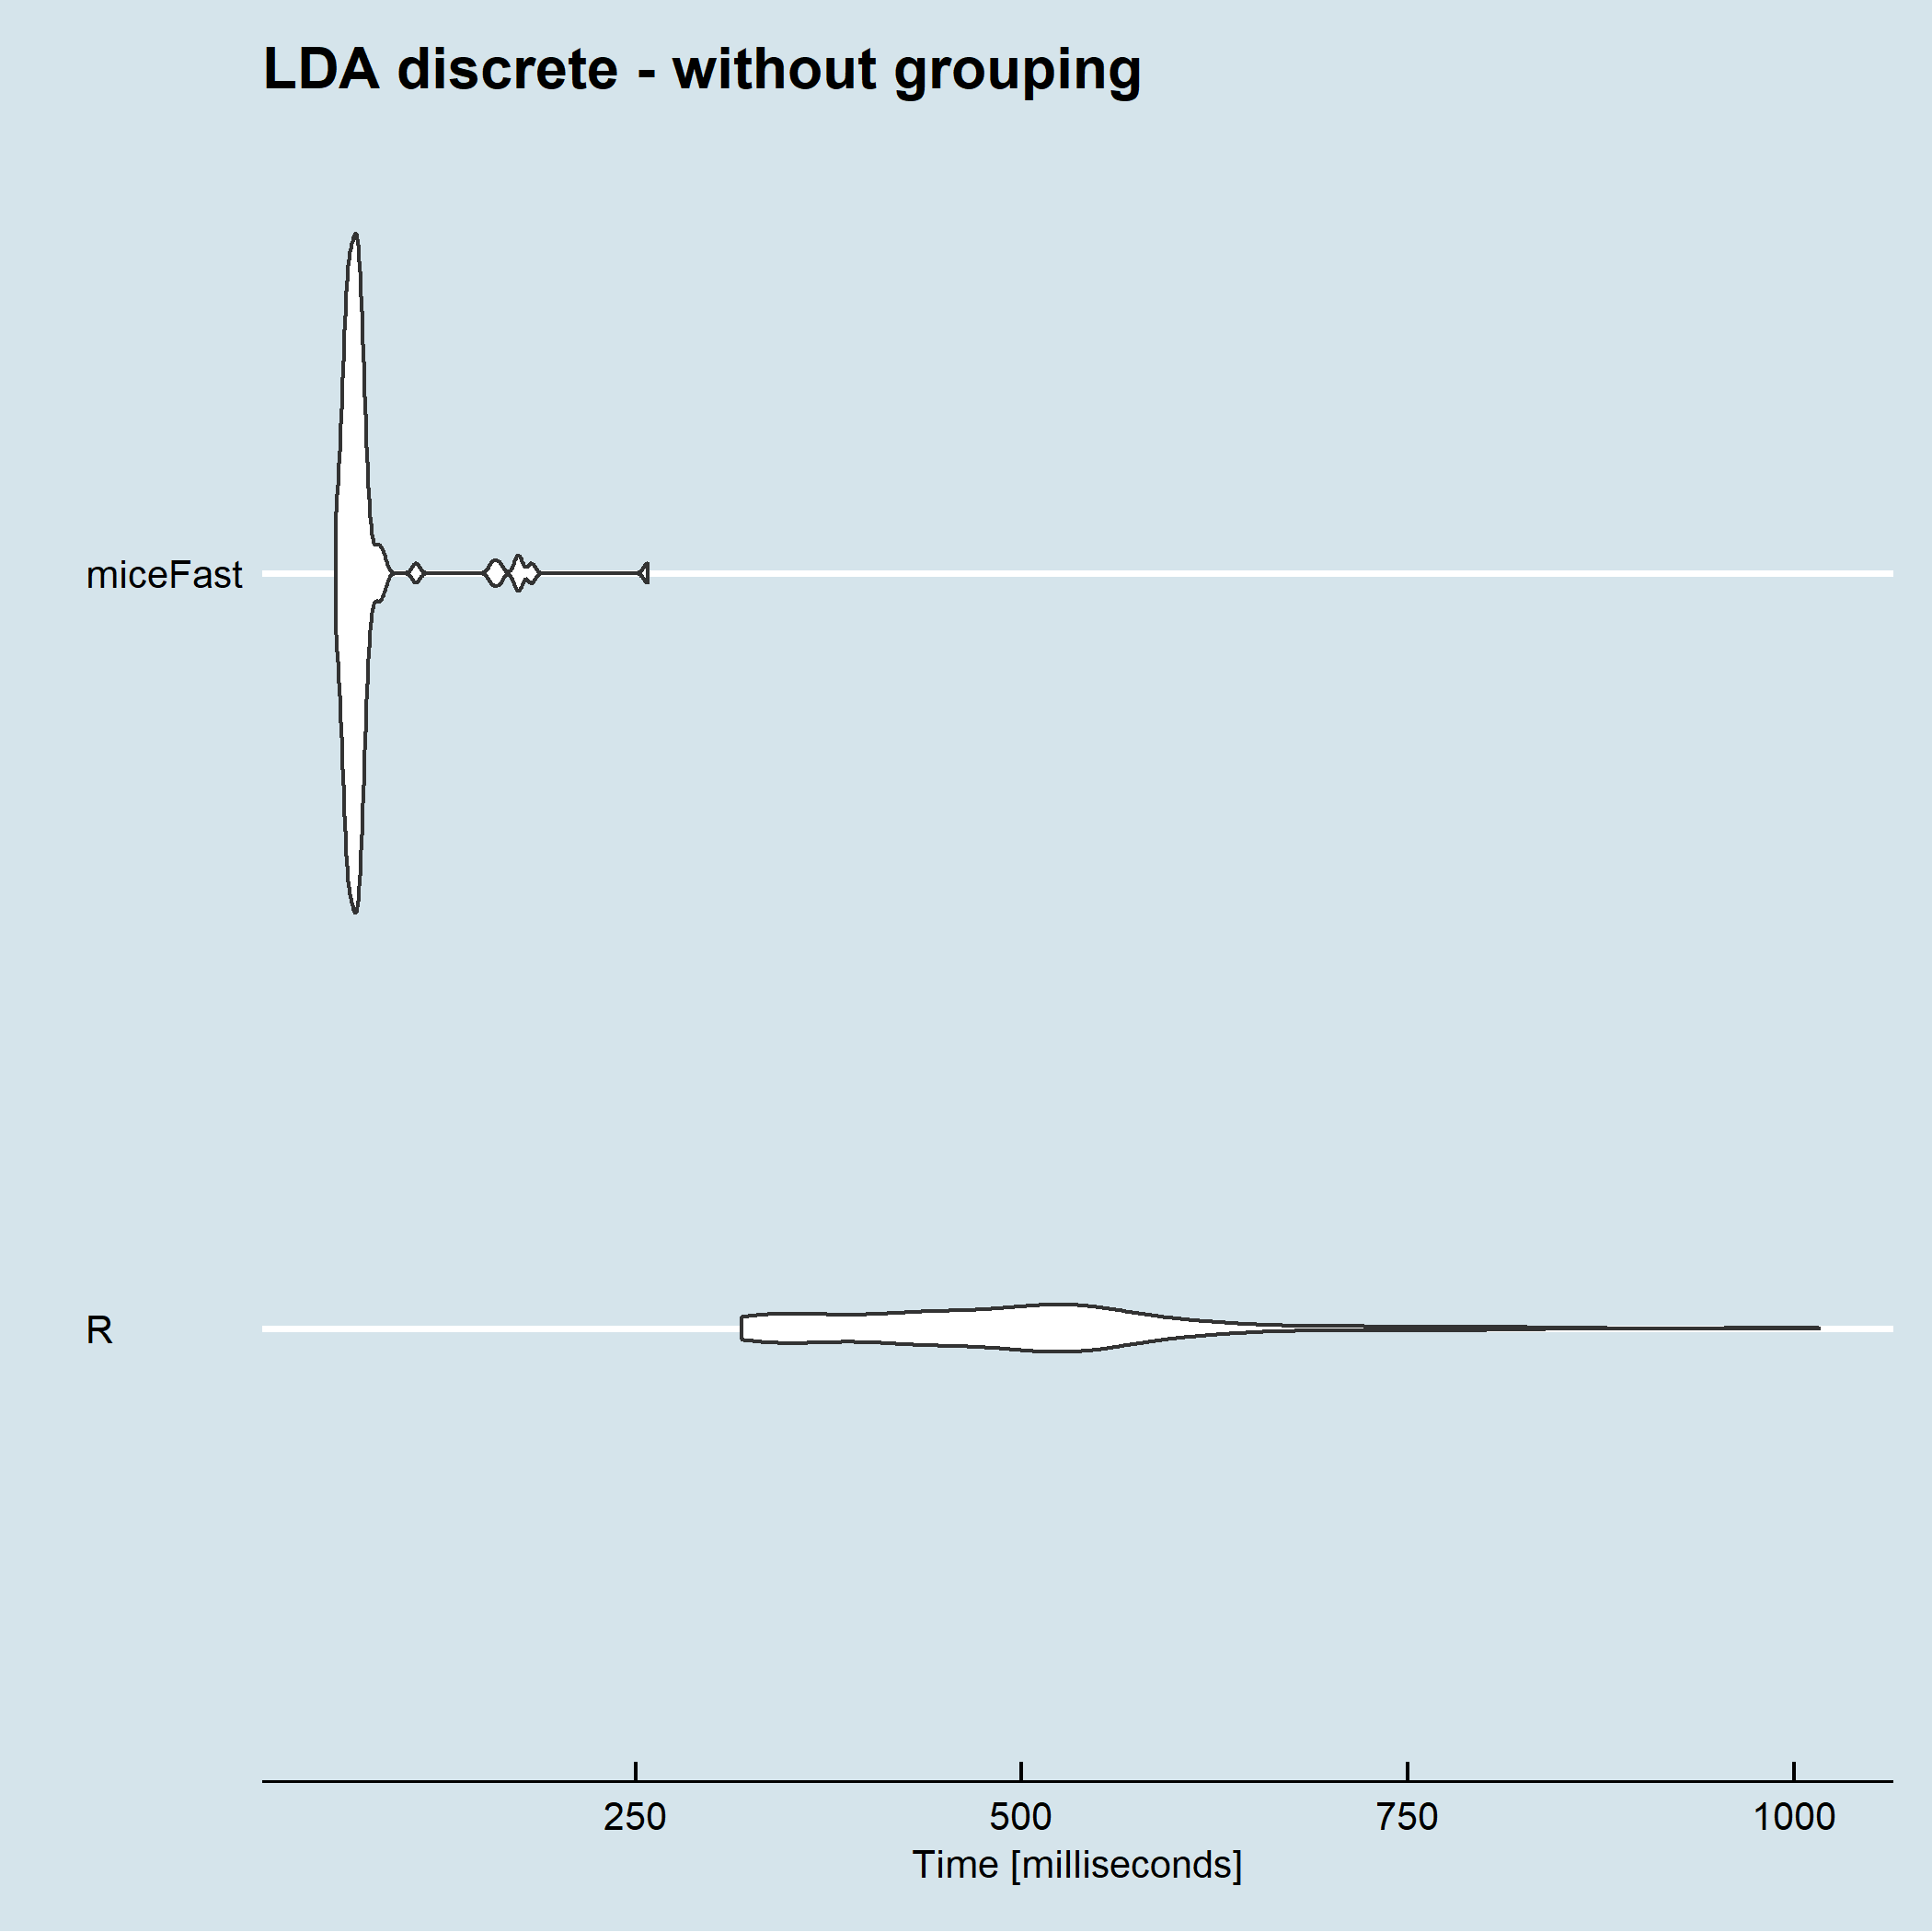 LDA discrete - without grouping
miceFast
R
250 500 750 1000
Time [milliseconds]